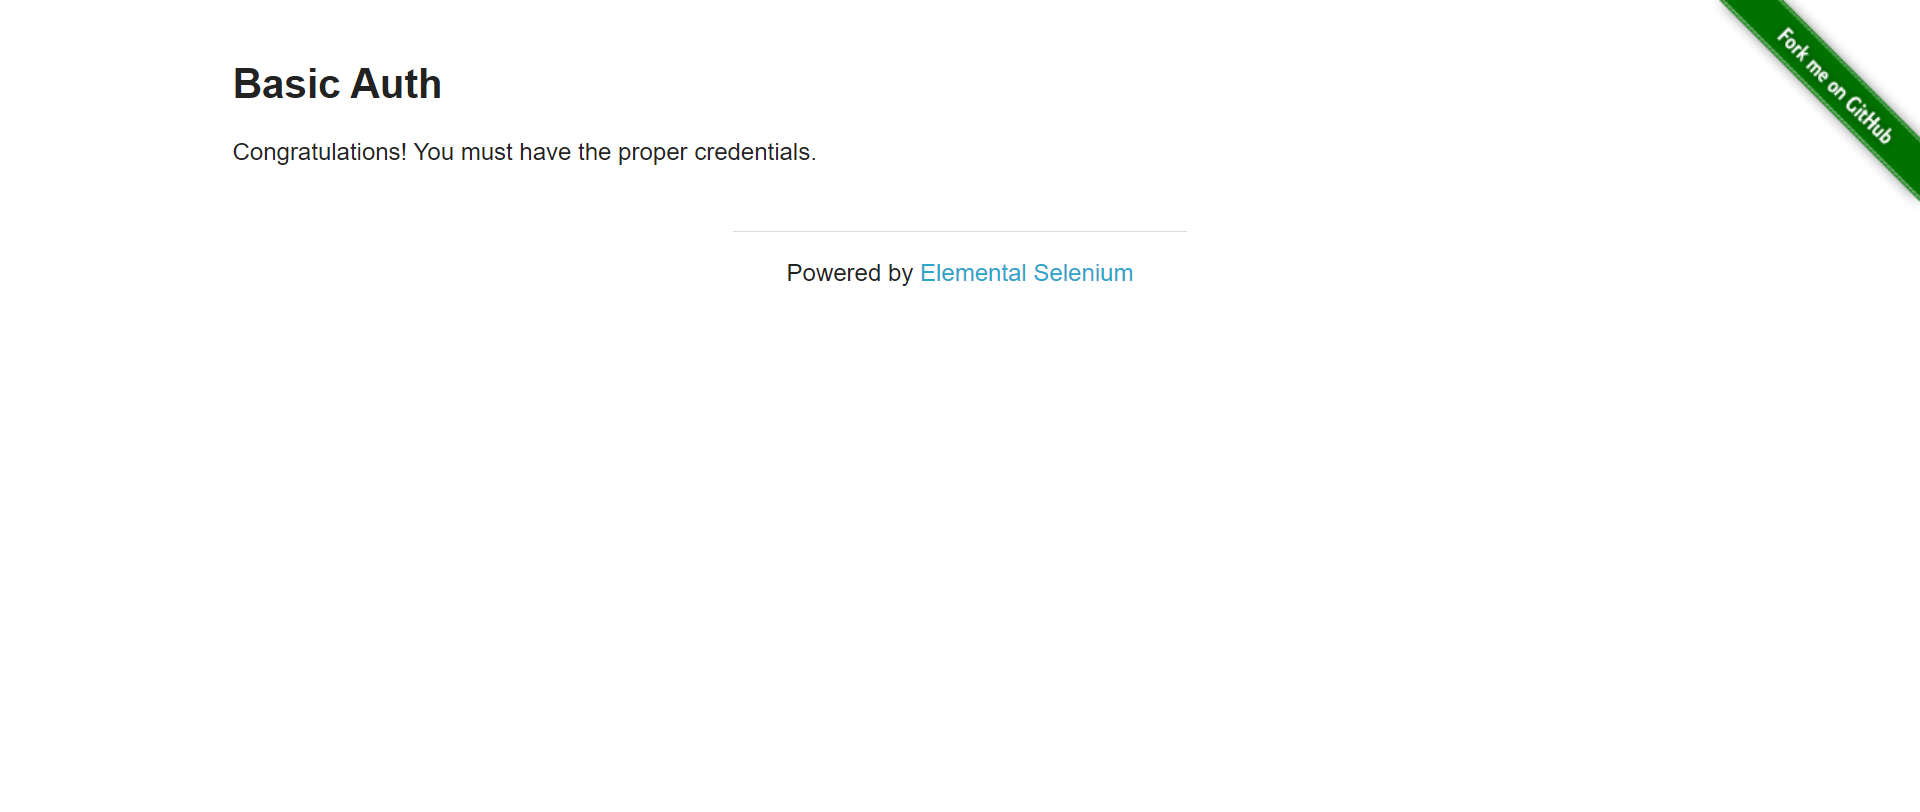 Basic Auth
Congratulations! You must have the proper credentials.
Powered by Elemental Selenium
Fork me on GitHub